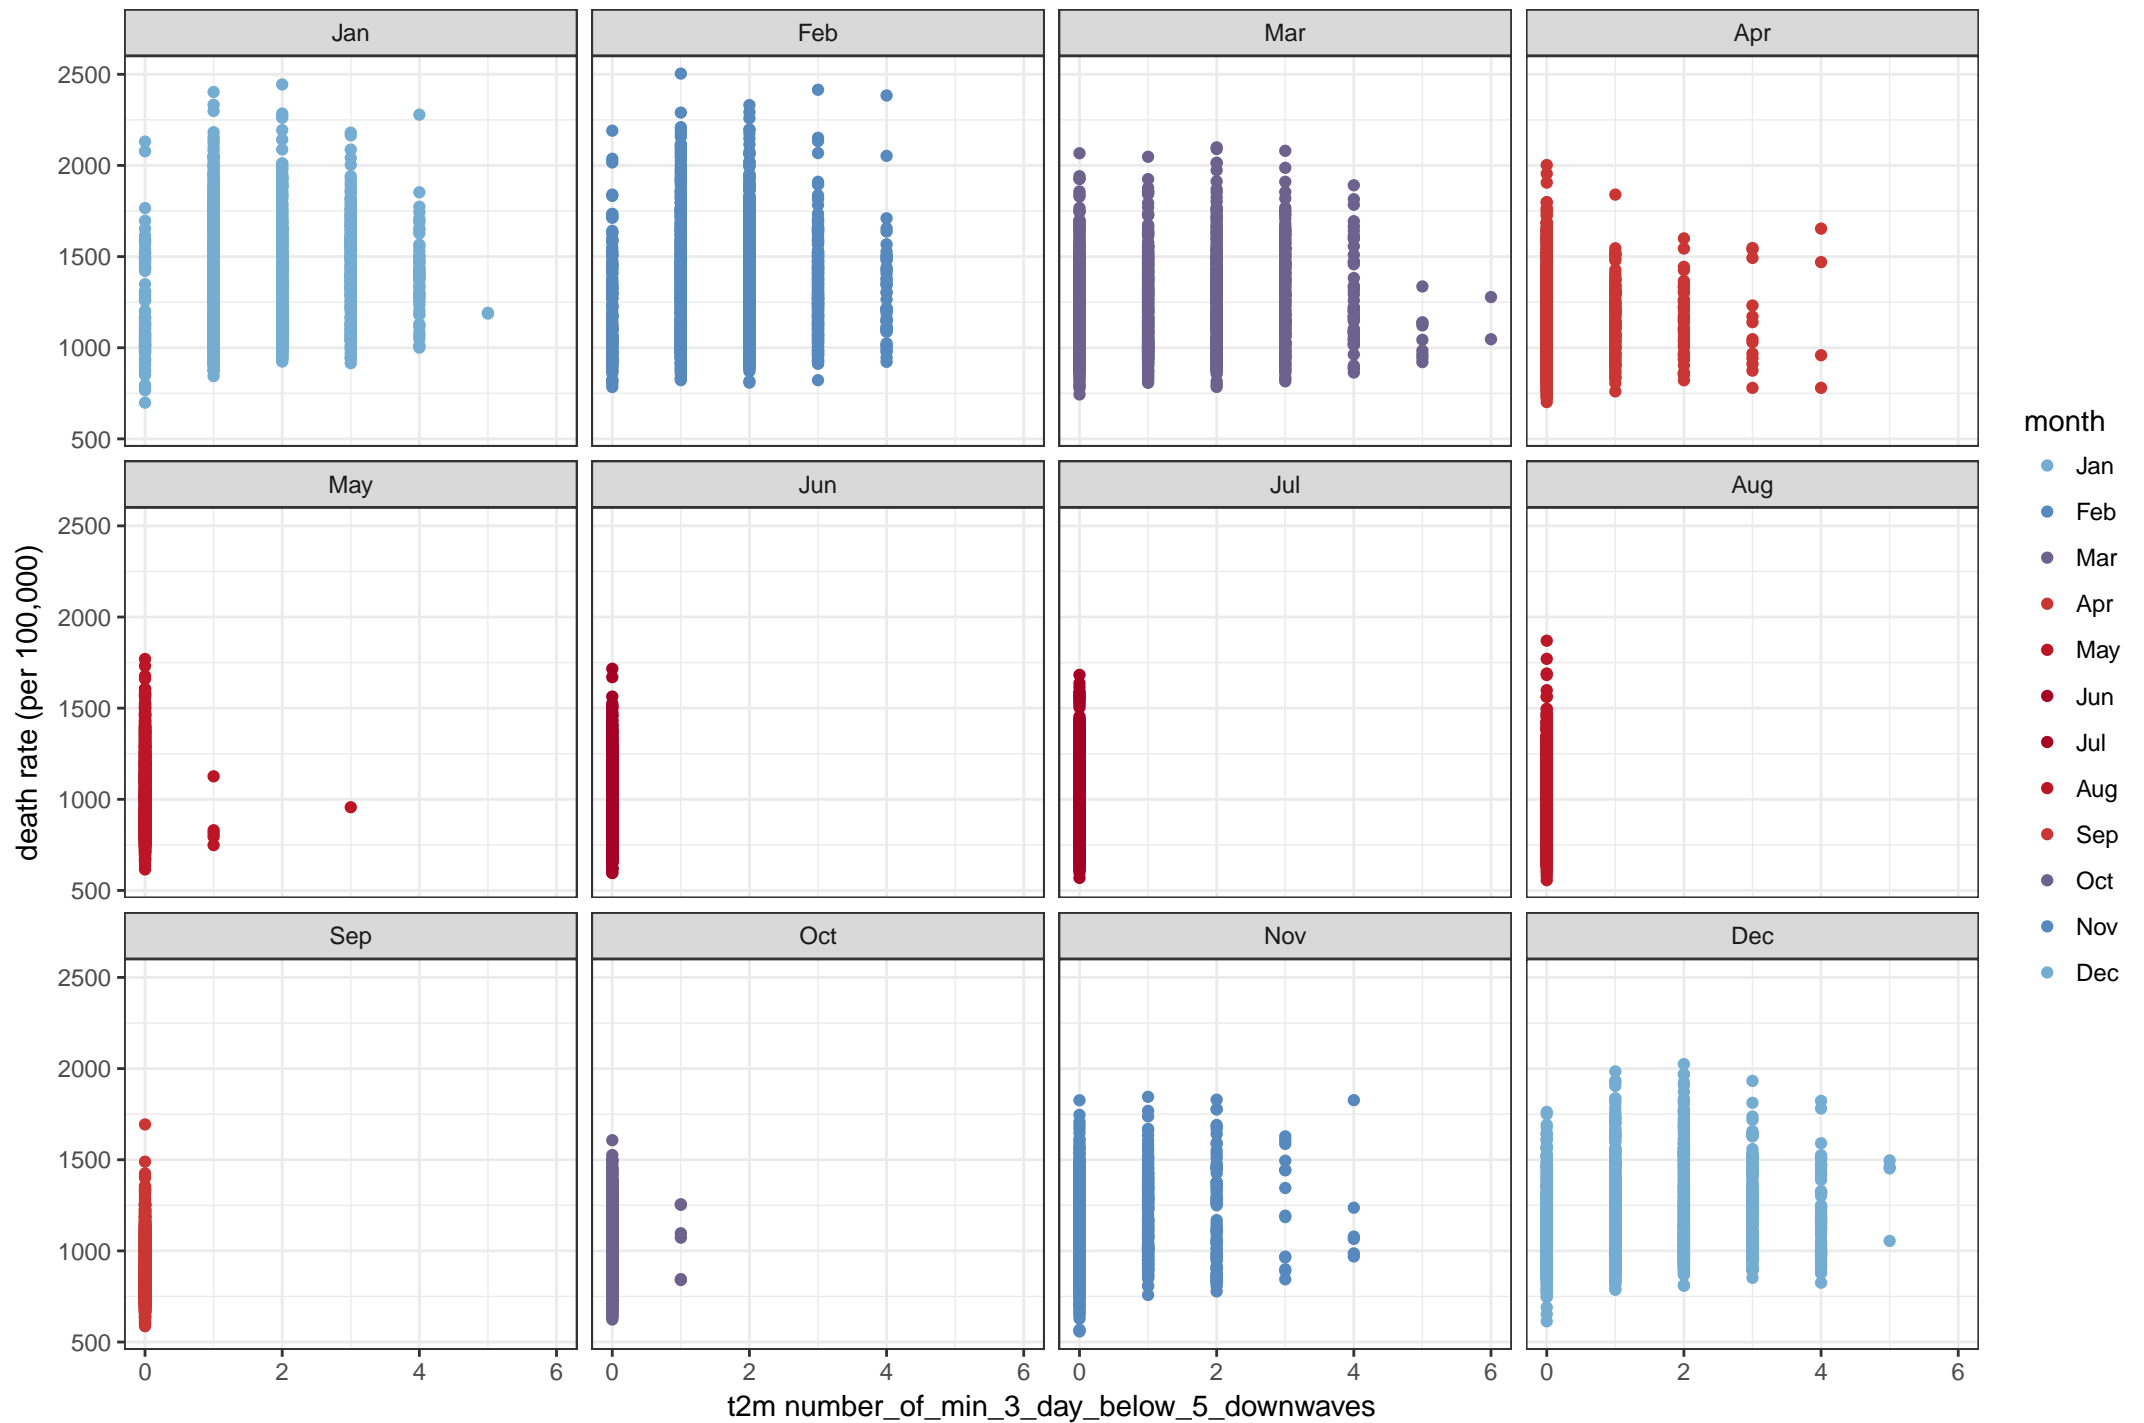 Jan Feb Mar Apr
2500
2000
1500
1000
500
May Jun Jul Aug
2500
2000
1500
1000
500
Sep Oct Nov Dec
2500
2000
1500
1000
500
0 2 4 6 0 2 4 6 0 2 4 6 0 2 4 6
t2m number_of_min_3_day_below_5_downwaves
death rate (per 100,000)
month
Jan
Feb
Mar
Apr
May
Jun
Jul
Aug
Sep
Oct
Nov
Dec